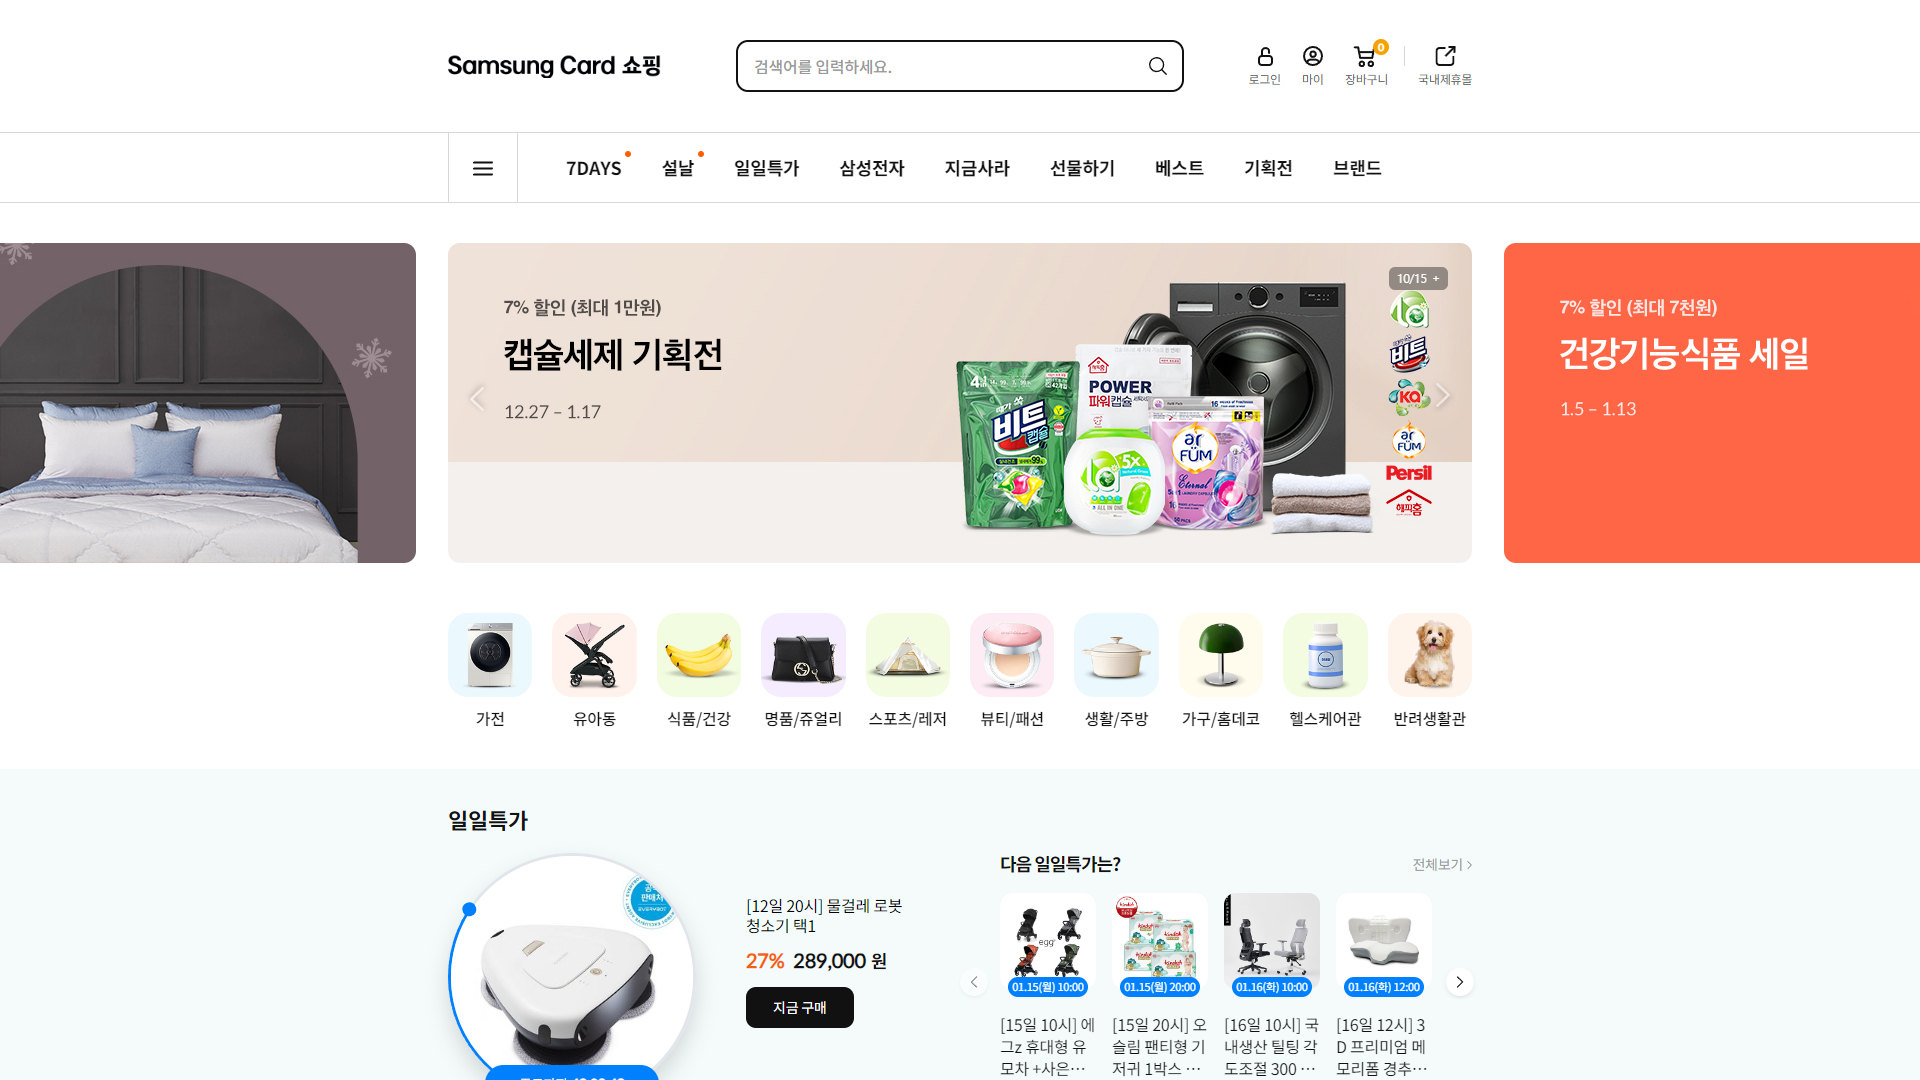 Samsung Card 쇼핑
검색어를 입력하세요.
로그인
마이
0
장바구니
국내제휴몰
7DAYS
설날
일일특가
삼성전자
지금사라
선물하기
베스트
기획전
브랜드
7% 할인 (최대 1만원)
캡슐세제 기획전
12.27 – 1.17
10/15 +
비트
Persil
해피홈
POWER
파워캡슐
비트
캡슐
5x
ar FÜM
Eternal
ar FÜM
7% 할인 (최대 7천원)
건강기능식품 세일
1.5 – 1.13
가전
유아동
식품/건강
명품/쥬얼리
스포츠/레저
뷰티/패션
생활/주방
가구/홈데코
헬스케어관
반려생활관
일일특가
[12일 20시] 물걸레 로봇
청소기 택1
27% 289,000 원
지금 구매
다음 일일특가는?
전체보기
egg
01.15(월) 10:00
[15일 10시] 에
그z 휴대형 유
모차 +사은…
01.15(월) 20:00
[15일 20시] 오
슬림 팬티형 기
저귀 1박스 …
01.16(화) 10:00
[16일 10시] 국
내생산 틸팅 각
도조절 300 …
01.16(화) 12:00
[16일 12시] 3
D 프리미엄 메
모리폼 경추…